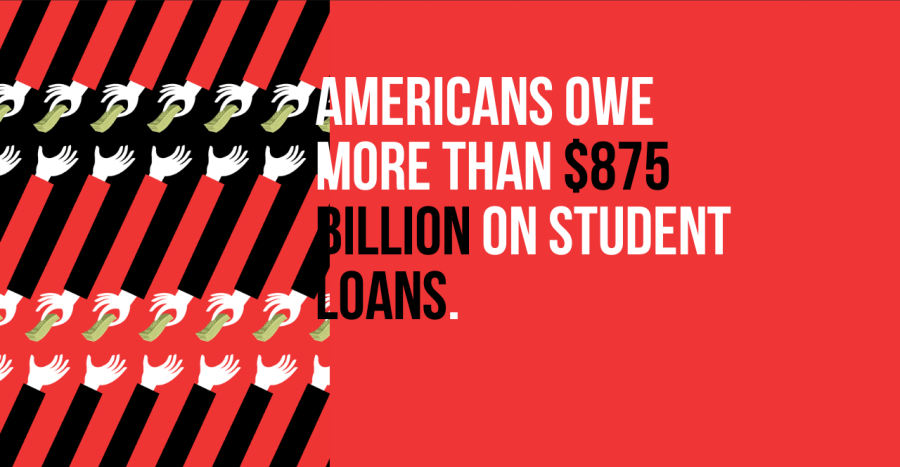 AMERICANS OWE
MORE THAN $875
BILLION ON STUDENT
LOANS.